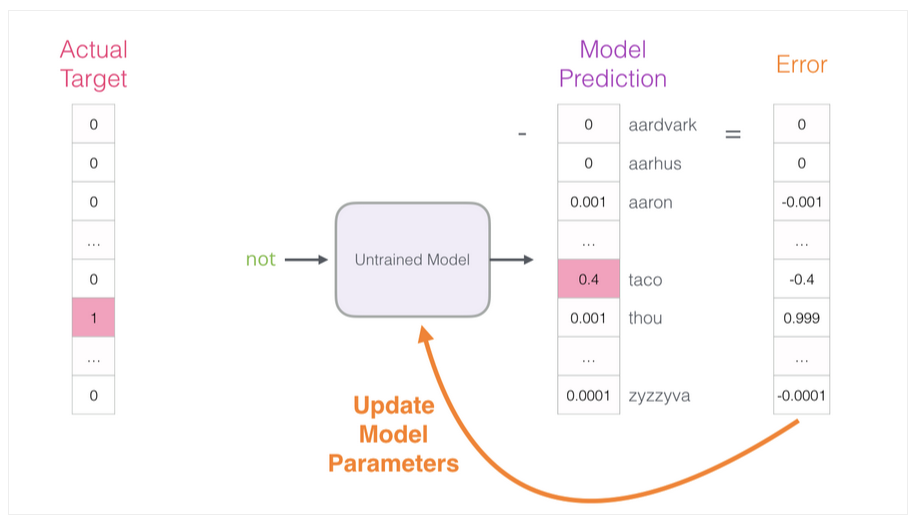 Actual
Target
Model
Prediction
Error
0 - 0 aardvark = 0
0 0 aarhus 0
0 0.001 aaron -0.001
... ... ...
not Untrained Model
0 0.4 taco -0.4
1 0.001 thou 0.999
... ... ...
0 0.0001 zyzzyva -0.0001
Update
Model
Parameters